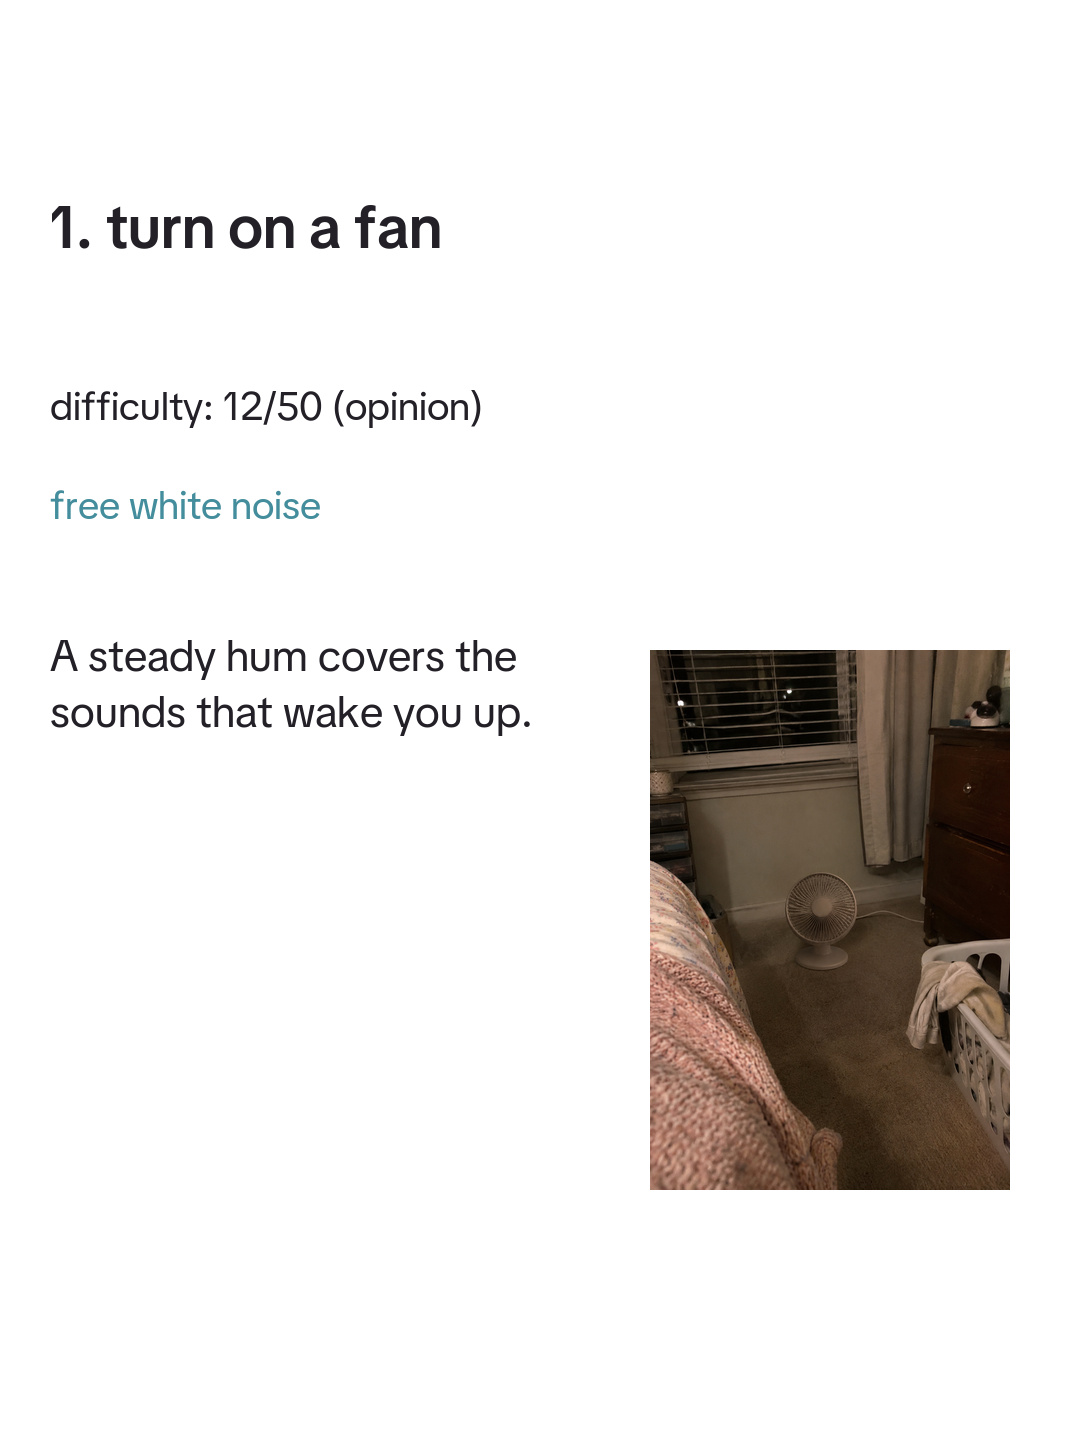 1. turn on a fan
difficulty: 12/50 (opinion)
free white noise
A steady hum covers the
sounds that wake you up.